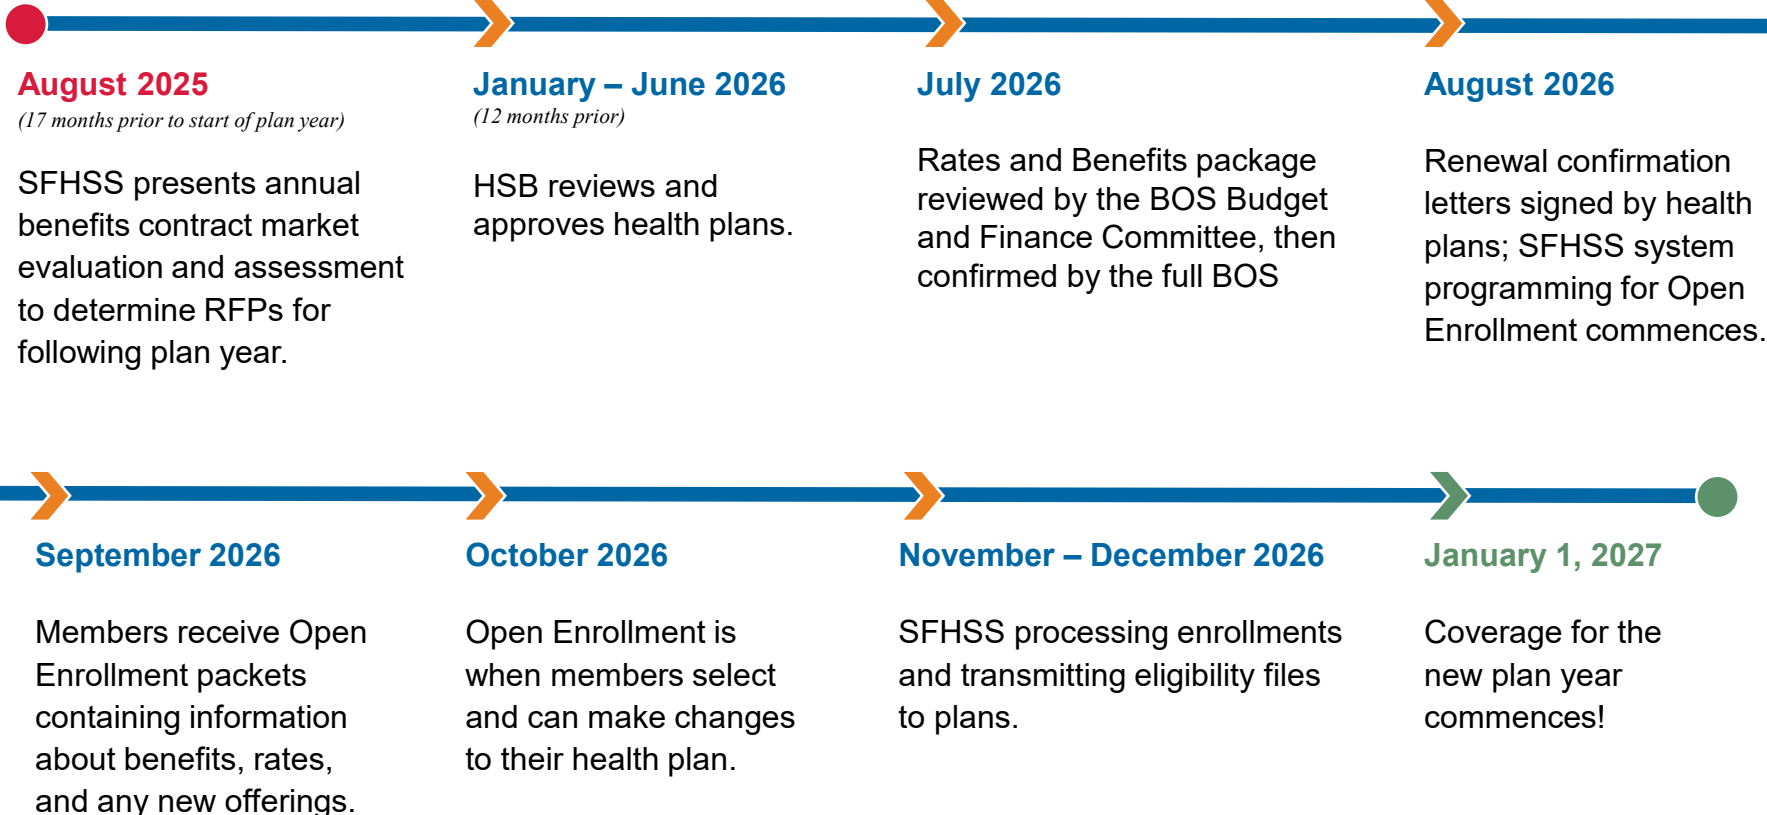 August 2025
(17 months prior to start of plan year)
SFHSS presents annual
benefits contract market
evaluation and assessment
to determine RFPs for
following plan year.
January – June 2026
(12 months prior)
HSB reviews and
approves health plans.
July 2026
Rates and Benefits package
reviewed by the BOS Budget
and Finance Committee, then
confirmed by the full BOS
August 2026
Renewal confirmation
letters signed by health
plans; SFHSS system
programming for Open
Enrollment commences.
September 2026
Members receive Open
Enrollment packets
containing information
about benefits, rates,
and any new offerings.
October 2026
Open Enrollment is
when members select
and can make changes
to their health plan.
November – December 2026
SFHSS processing enrollments
and transmitting eligibility files
to plans.
January 1, 2027
Coverage for the
new plan year
commences!